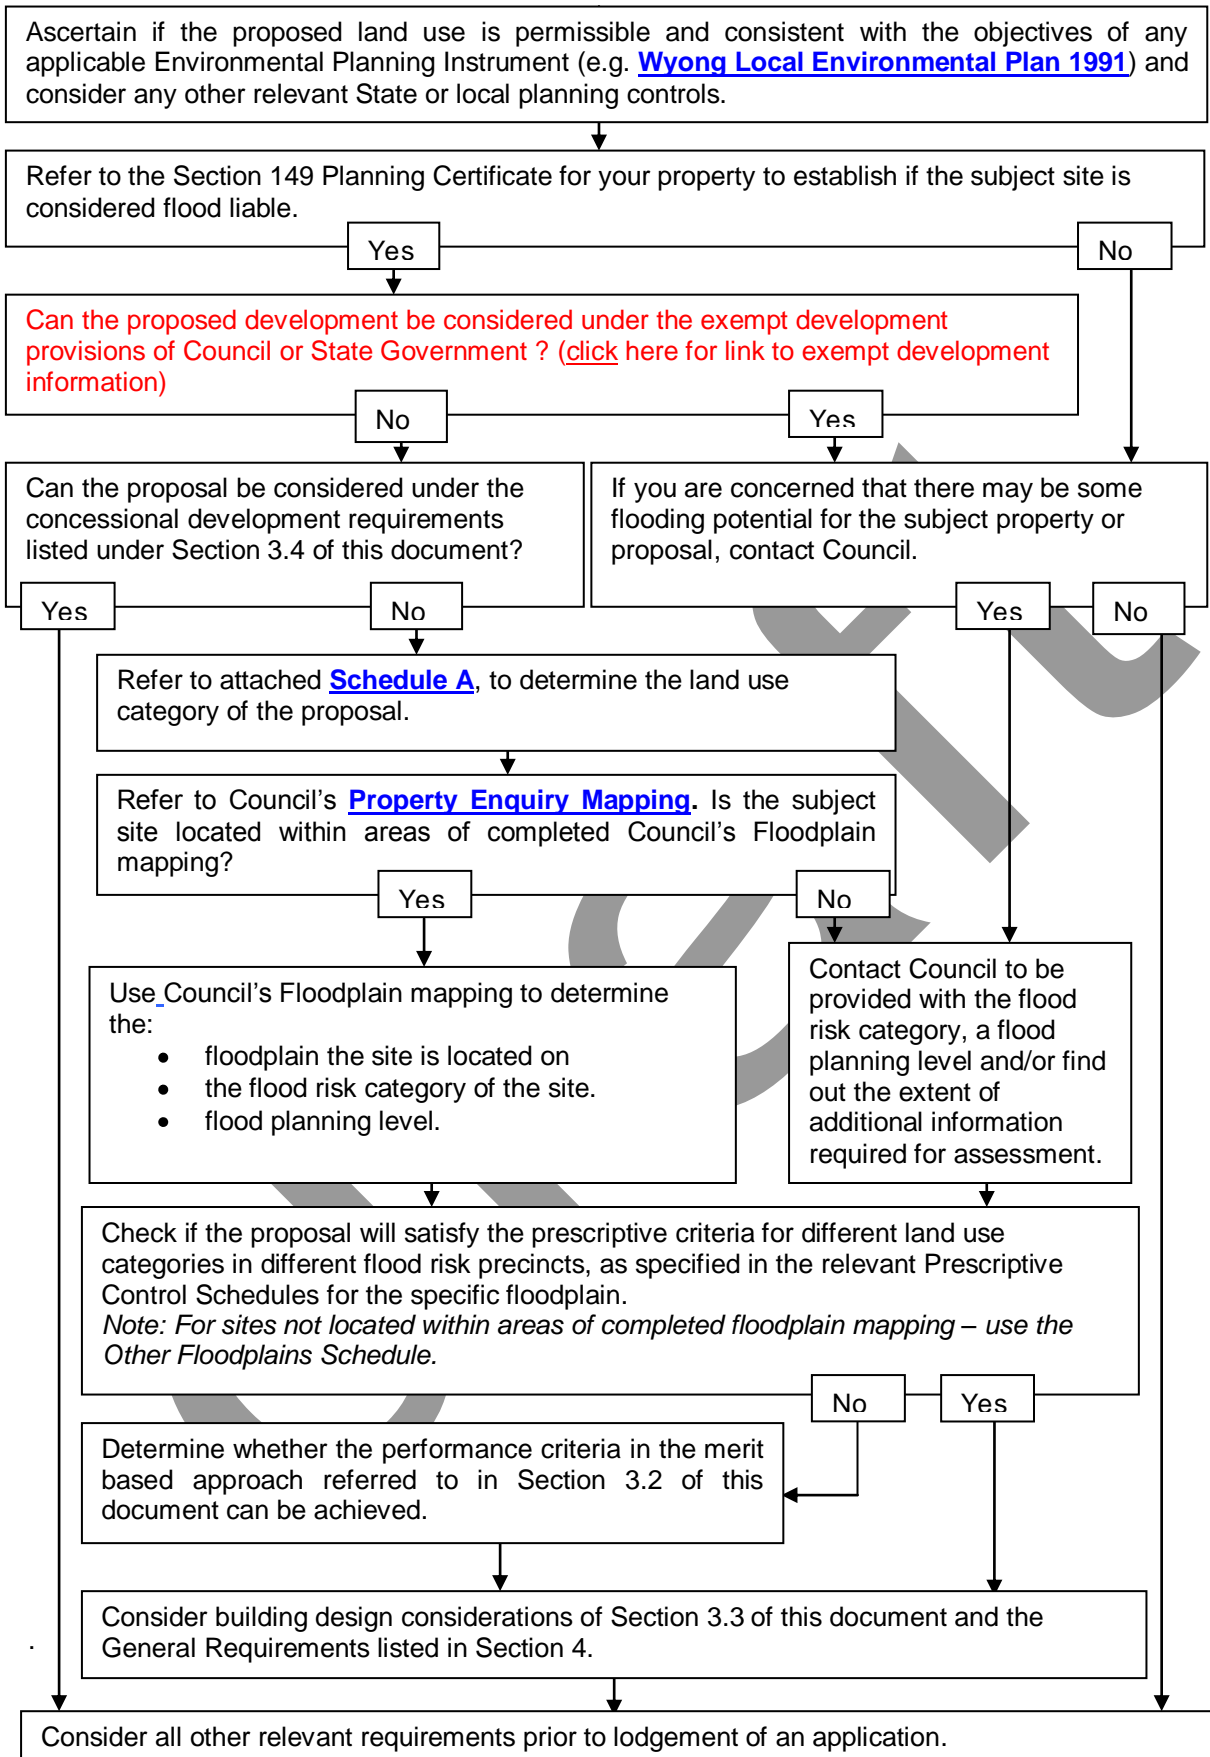 Ascertain if the proposed land use is permissible and consistent with the objectives of any
applicable Environmental Planning Instrument (e.g. Wyong Local Environmental Plan 1991) and
consider any other relevant State or local planning controls.
Refer to the Section 149 Planning Certificate for your property to establish if the subject site is
considered flood liable.
Yes
No
Can the proposed development be considered under the exempt development
provisions of Council or State Government ? (click here for link to exempt development
information)
No
Yes
Can the proposal be considered under the
concessional development requirements
listed under Section 3.4 of this document?
Yes
No
If you are concerned that there may be some
flooding potential for the subject property or
proposal, contact Council.
Yes
No
Refer to attached Schedule A, to determine the land use
category of the proposal.
Refer to Council’s Property Enquiry Mapping. Is the subject
site located within areas of completed Council’s Floodplain
mapping?
Yes
No
Use Council’s Floodplain mapping to determine
the:
• floodplain the site is located on
• the flood risk category of the site.
• flood planning level.
Contact Council to be
provided with the flood
risk category, a flood
planning level and/or find
out the extent of
additional information
required for assessment.
Check if the proposal will satisfy the prescriptive criteria for different land use
categories in different flood risk precincts, as specified in the relevant Prescriptive
Control Schedules for the specific floodplain.
Note: For sites not located within areas of completed floodplain mapping – use the
Other Floodplains Schedule.
No
Yes
Determine whether the performance criteria in the merit
based approach referred to in Section 3.2 of this
document can be achieved.
Consider building design considerations of Section 3.3 of this document and the
General Requirements listed in Section 4.
.
Consider all other relevant requirements prior to lodgement of an application.